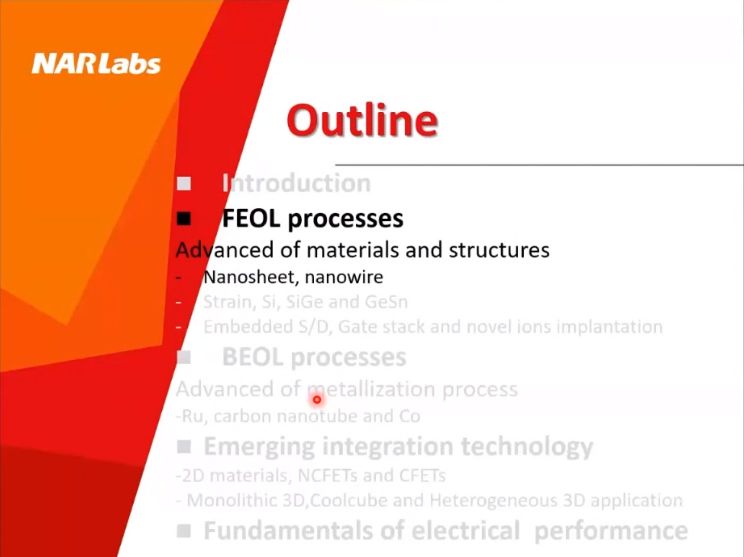 NARLabs
Outline
■ Introduction
■ FEOL processes
Advanced of materials and structures
- Nanosheet, nanowire
- Strain, Si, SiGe and GeSn
- Embedded S/D, Gate stack and novel ions implantation
■ BEOL processes
Advanced of metallization process
-Ru, carbon nanotube and Co
■ Emerging integration technology
-2D materials, NCFETs and CFETs
- Monolithic 3D,Coolcube and Heterogeneous 3D application
■ Fundamentals of electrical performance